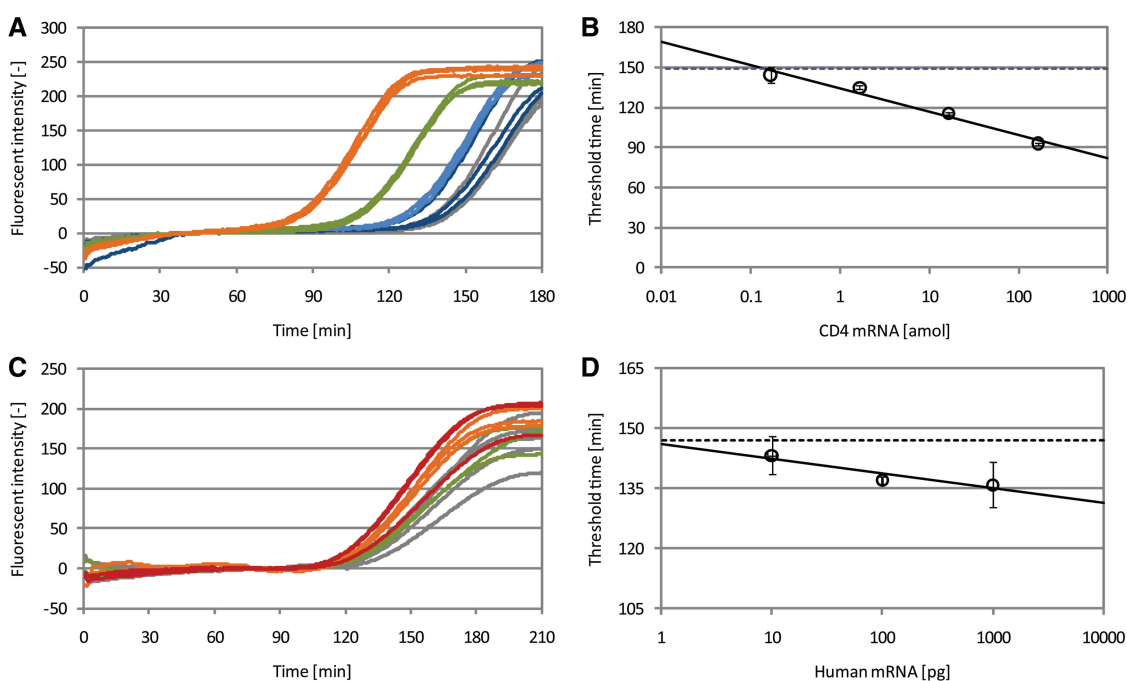 A
Fluorescent intensity [-]
300
250
200
150
100
50
0
-50
0 30 60 90 120 150 180
Time [min]
B
Threshold time [min]
180
150
120
90
60
30
0
0.01 0.1 1 10 100 1000
CD4 mRNA [amol]
C
Fluorescent intensity [-]
250
200
150
100
50
0
-50
0 30 60 90 120 150 180 210
Time [min]
D
Threshold time [min]
165
150
135
120
105
1 10 100 1000 10000
Human mRNA [pg]